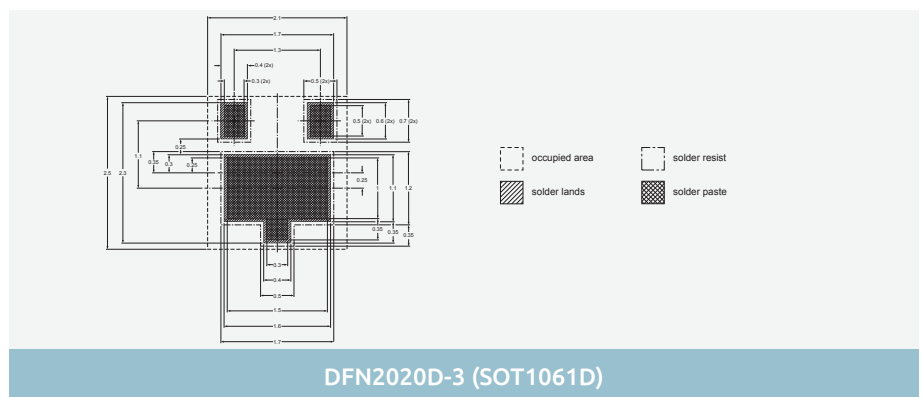 2.1
1.7
1.3
0.4 (2x)
0.3 (2x) 0.5 (2x)
0.5 (2x) 0.6 (2x) 0.7 (2x)
0.25
1.1
0.35 0.3 0.25
2.5 2.3
0.25
1 1.1 1.2
0.35 0.35 0.35
0.3
0.4
0.5
1.5
1.6
1.7
occupied area solder resist
solder lands solder paste
DFN2020D-3 (SOT1061D)